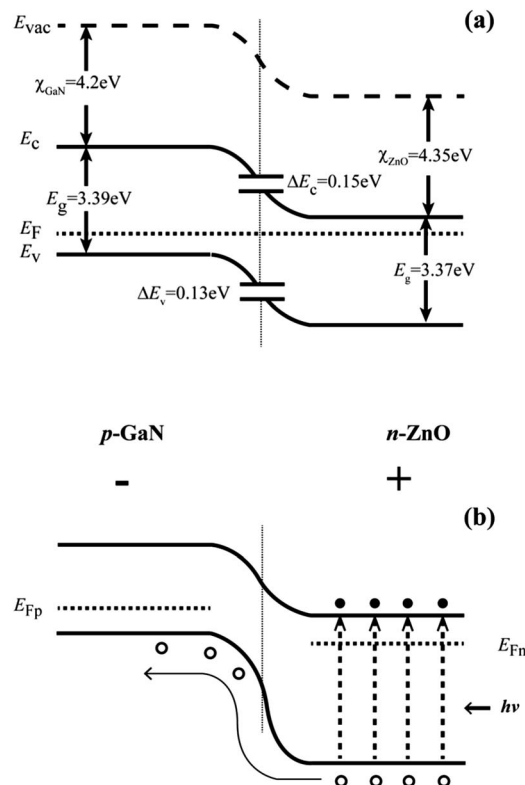 (a)
E_vac
χ_GaN=4.2eV
E_c
χ_ZnO=4.35eV
ΔE_c=0.15eV
E_g=3.39eV
E_F
E_v
E_g=3.37eV
ΔE_v=0.13eV
p-GaN n-ZnO
- +
(b)
E_Fp
E_Fn
hν